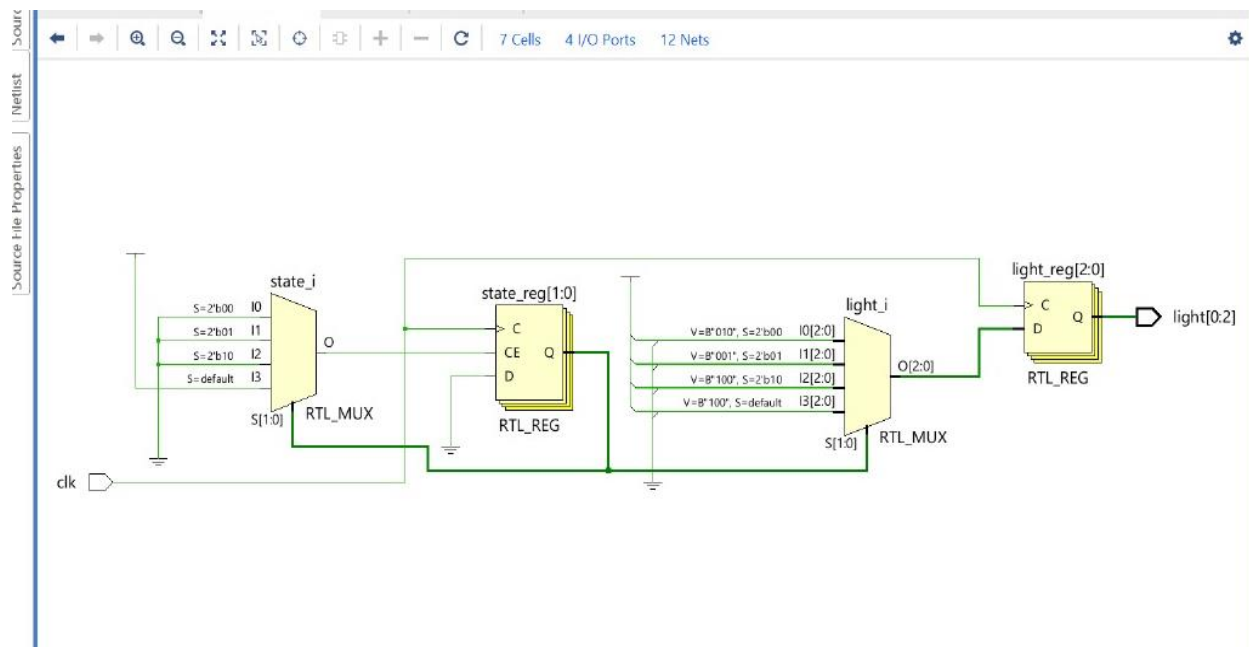 Sourc
Netlist
Source File Properties
7 Cells 4 I/O Ports 12 Nets
state_i
S=2'b00 I0
S=2'b01 I1
S=2'b10 I2
S=default I3
O
S[1:0]
RTL_MUX
state_reg[1:0]
C
CE Q
D
RTL_REG
light_i
V=B"010", S=2'b00 I0[2:0]
V=B"001", S=2'b01 I1[2:0]
V=B"100", S=2'b10 I2[2:0]
V=B"100", S=default I3[2:0]
O[2:0]
S[1:0]
RTL_MUX
light_reg[2:0]
C
D Q
RTL_REG
light[0:2]
clk